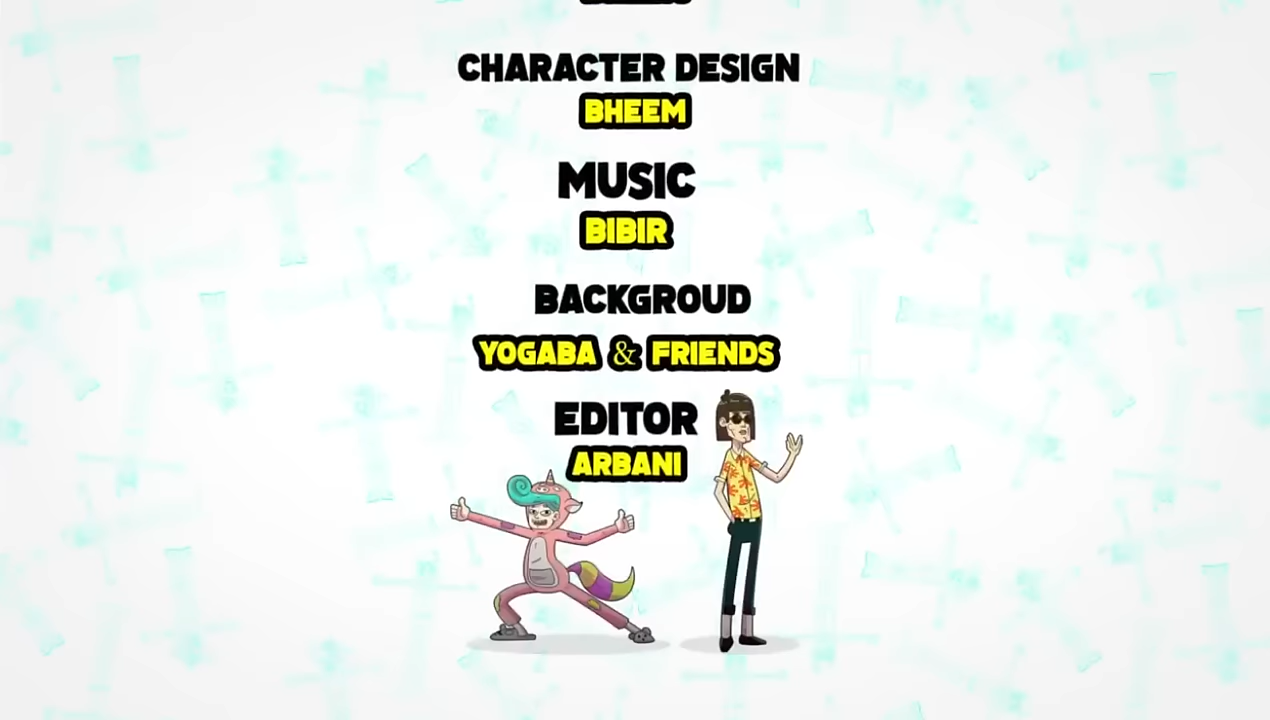 CHARACTER DESIGN
BHEEM
MUSIC
BIBIR
BACKGROUD
YOGABA & FRIENDS
EDITOR
ARBANI